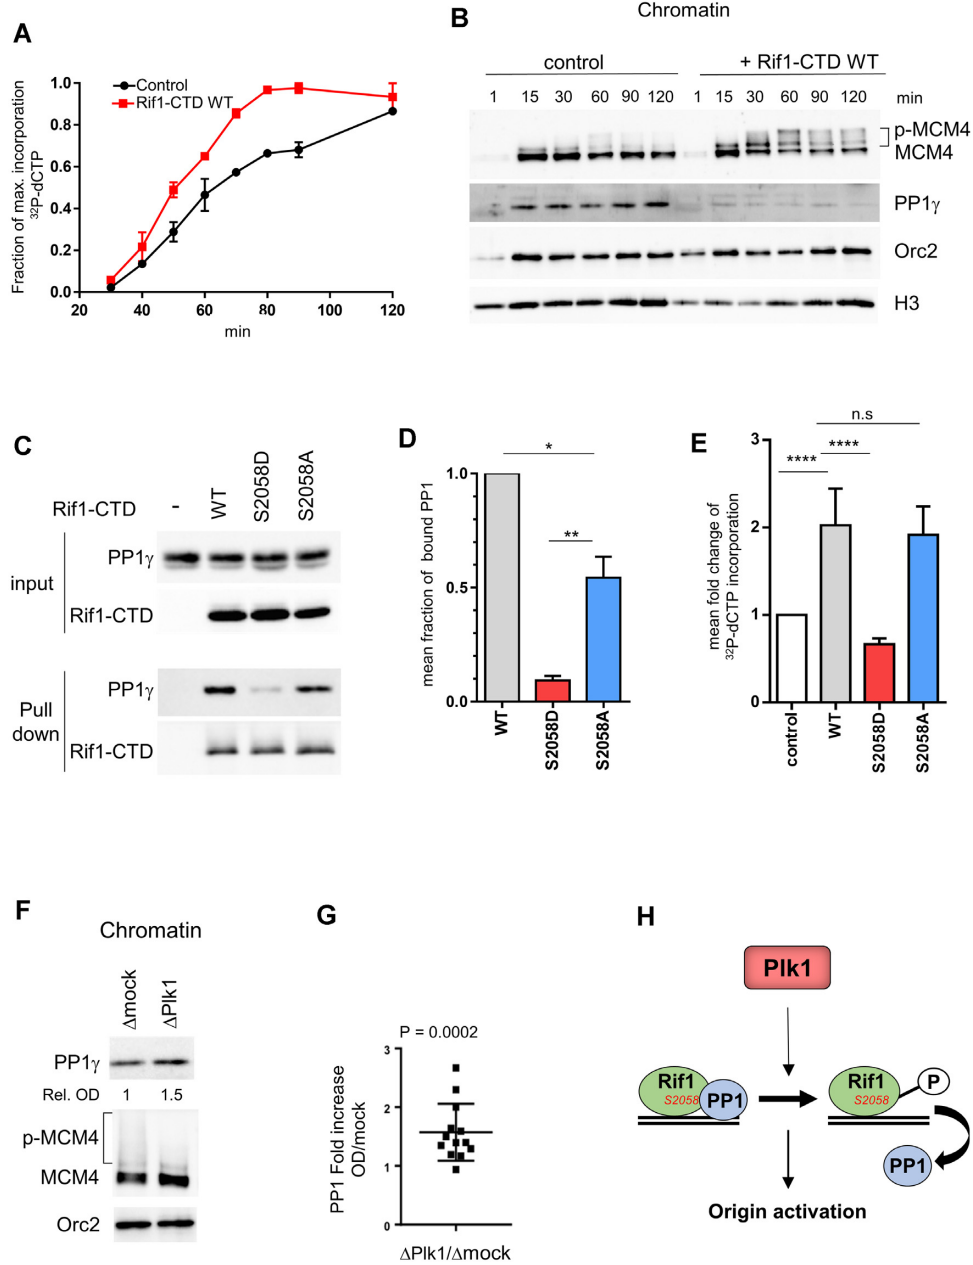 A
Fraction of max. incorporation
³²P-dCTP
Control
Rif1-CTD WT
1.0
0.8
0.6
0.4
0.2
0.0
20 40 60 80 100 120
min
B
Chromatin
control + Rif1-CTD WT
1 15 30 60 90 120 1 15 30 60 90 120 min
p-MCM4
MCM4
PP1γ
Orc2
H3
C
Rif1-CTD - WT S2058D S2058A
input
PP1γ
Rif1-CTD
Pull
down
PP1γ
Rif1-CTD
D
mean fraction of bound PP1
*
**
1.0
0.5
0.0
WT S2058D S2058A
E
mean fold change of
³²P-dCTP incorporation
n.s
****
****
3
2
1
0
control WT S2058D S2058A
F
Chromatin
Δmock ΔPlk1
PP1γ
Rel. OD 1 1.5
p-MCM4
MCM4
Orc2
G
P = 0.0002
PP1 Fold increase
OD/mock
3
2
1
0
ΔPlk1/Δmock
H
Plk1
Rif1
S2058
PP1
Rif1
S2058
P
PP1
Origin activation